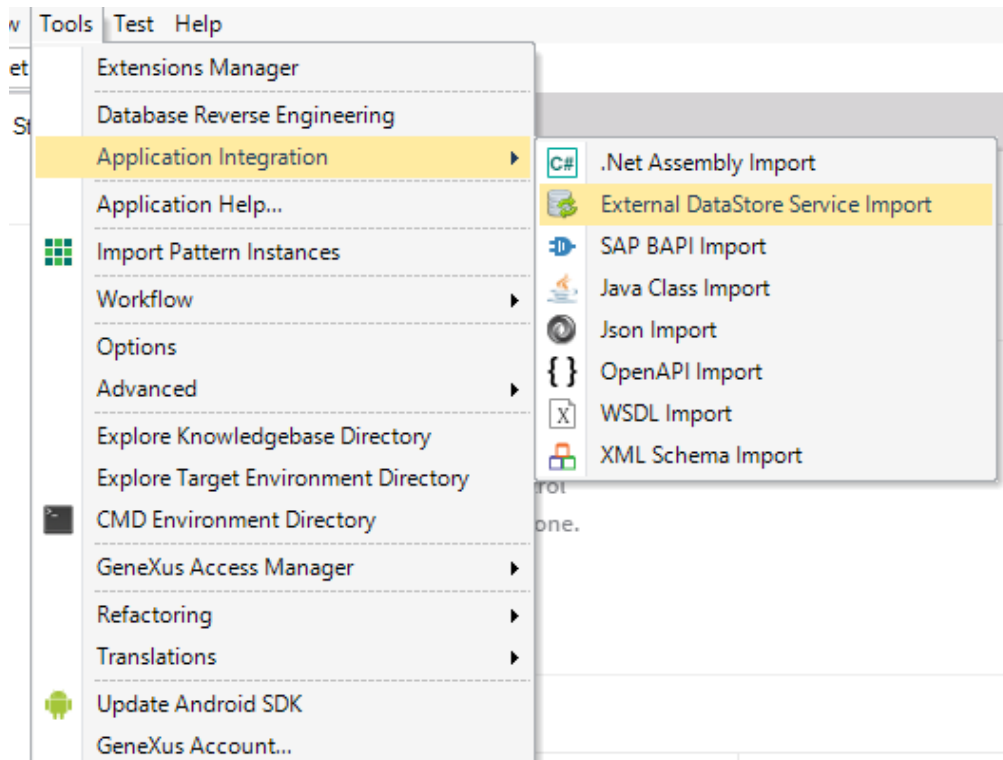 w Tools Test Help
et
St
Extensions Manager
Database Reverse Engineering
Application Integration
Application Help...
Import Pattern Instances
Workflow
Options
Advanced
Explore Knowledgebase Directory
Explore Target Environment Directory
CMD Environment Directory
GeneXus Access Manager
Refactoring
Translations
Update Android SDK
GeneXus Account...
C# .Net Assembly Import
External DataStore Service Import
SAP BAPI Import
Java Class Import
Json Import
{ } OpenAPI Import
X WSDL Import
XML Schema Import
rol
one.